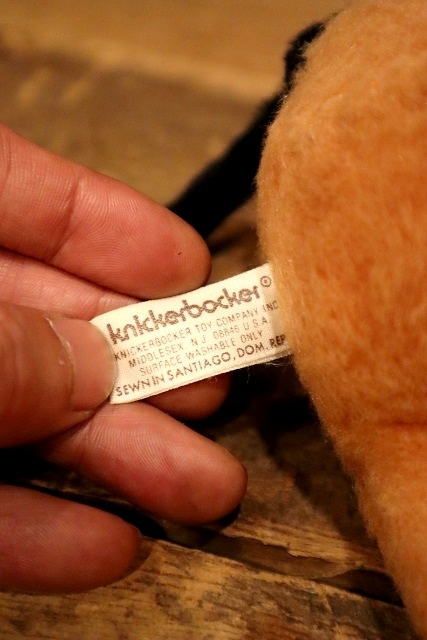 knickerbocker®
KNICKERBOCKER TOY COMPANY INC
MIDDLESEX N.J. 08846 U.S.A.
SURFACE WASHABLE ONLY
SEWN IN SANTIAGO, DOM. REP